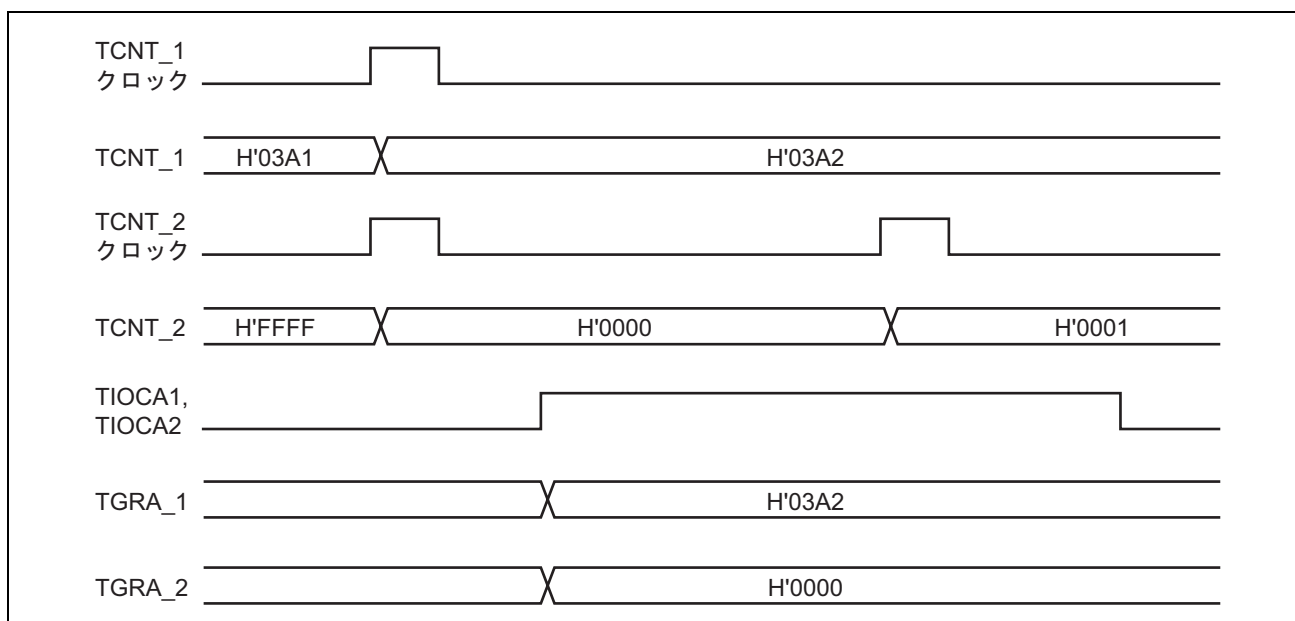 TCNT_1
クロック
TCNT_1 H'03A1 H'03A2
TCNT_2
クロック
TCNT_2 H'FFFF H'0000 H'0001
TIOCA1,
TIOCA2
TGRA_1 H'03A2
TGRA_2 H'0000